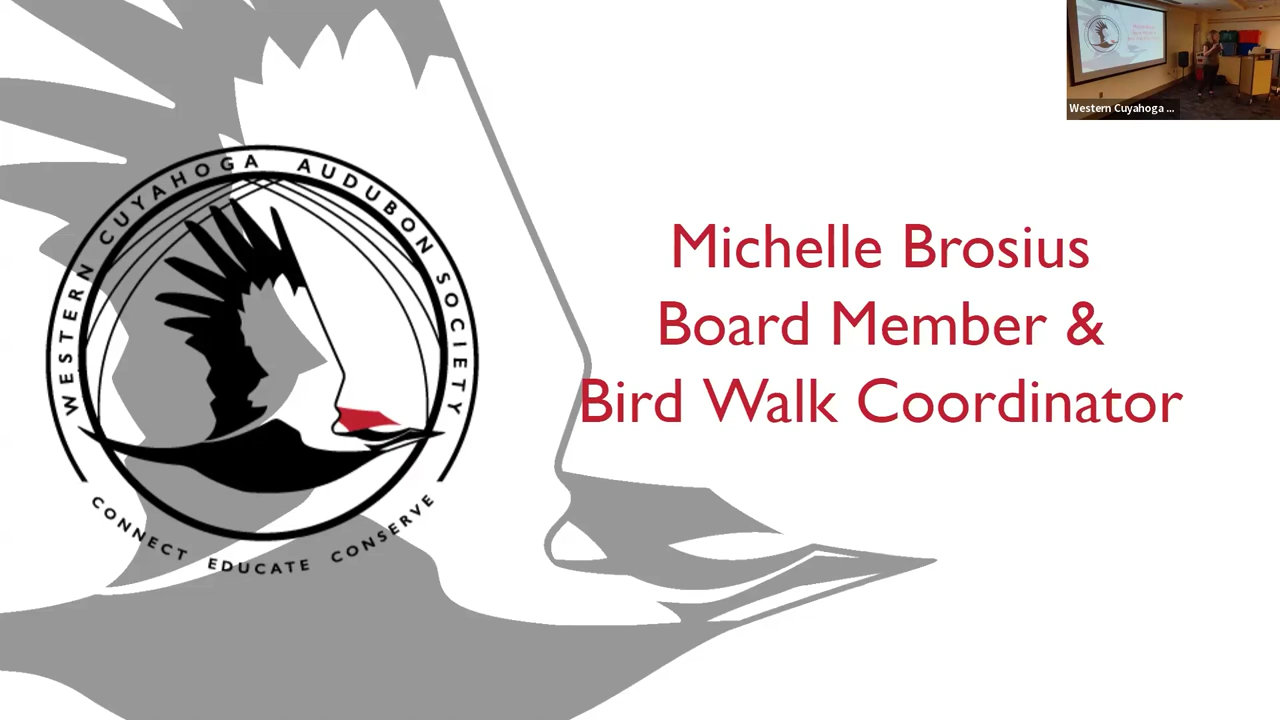 Western Cuyahoga ...
WESTERN CUYAHOGA AUDUBON SOCIETY
CONNECT EDUCATE CONSERVE
Michelle Brosius
Board Member &
Bird Walk Coordinator